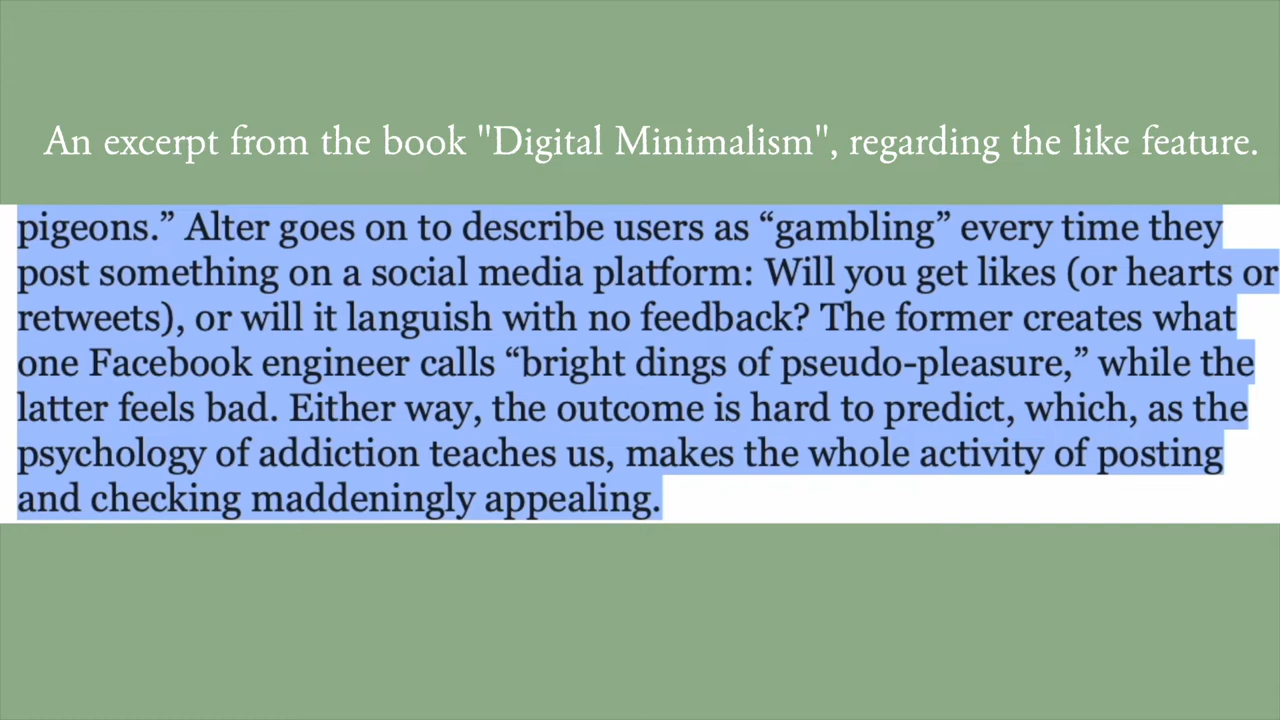 An excerpt from the book "Digital Minimalism", regarding the like feature.
pigeons.” Alter goes on to describe users as “gambling” every time they
post something on a social media platform: Will you get likes (or hearts or
retweets), or will it languish with no feedback? The former creates what
one Facebook engineer calls “bright dings of pseudo-pleasure,” while the
latter feels bad. Either way, the outcome is hard to predict, which, as the
psychology of addiction teaches us, makes the whole activity of posting
and checking maddeningly appealing.